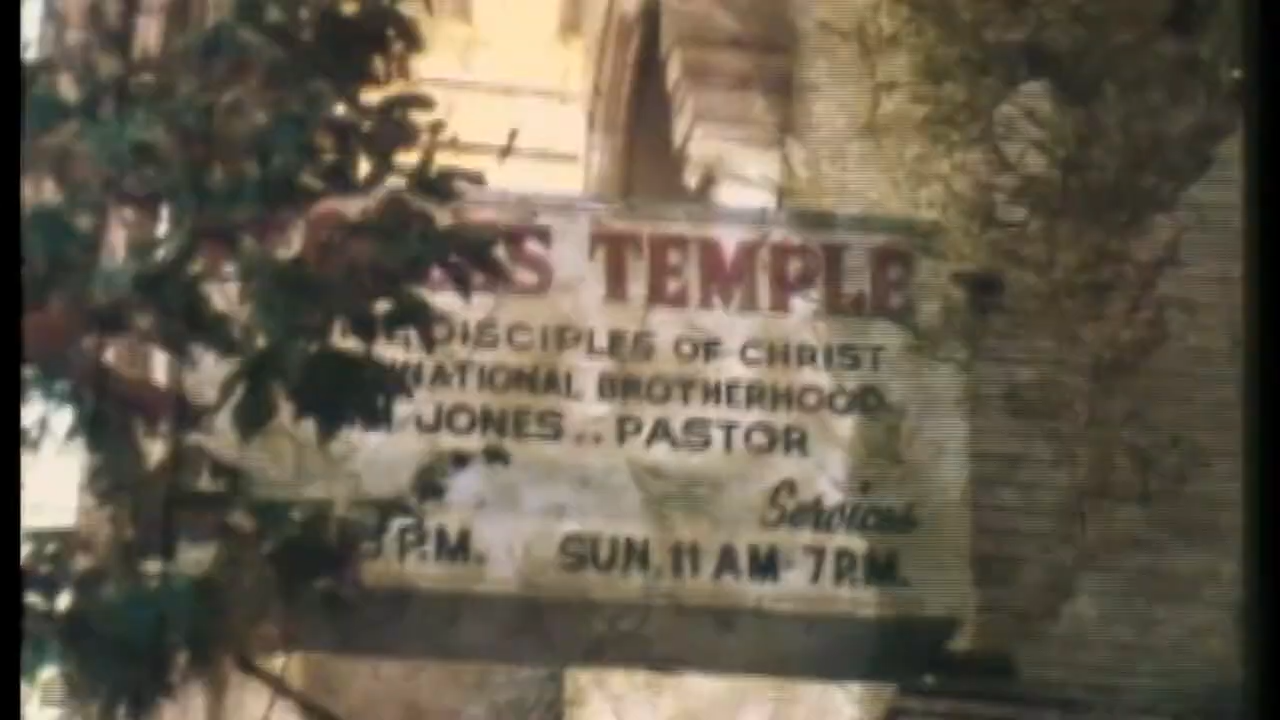 TEMPLE
DISCIPLES OF CHRIST
BROTHERHOOD
JONES.. PASTOR
Services
P.M. SUN. 11 AM-7 P.M.